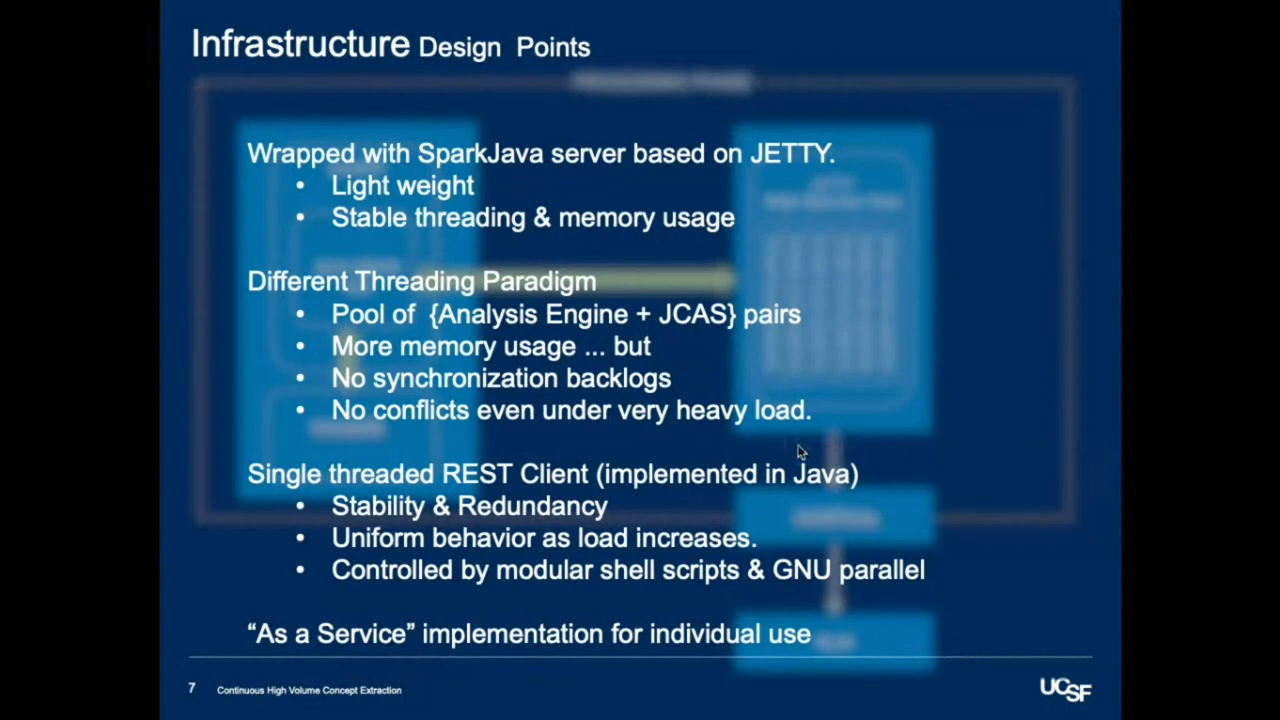 Infrastructure Design Points
Wrapped with SparkJava server based on JETTY.
• Light weight
• Stable threading & memory usage
Different Threading Paradigm
• Pool of {Analysis Engine + JCAS} pairs
• More memory usage ... but
• No synchronization backlogs
• No conflicts even under very heavy load.
Single threaded REST Client (implemented in Java)
• Stability & Redundancy
• Uniform behavior as load increases.
• Controlled by modular shell scripts & GNU parallel
“As a Service” implementation for individual use
7 Continuous High Volume Concept Extraction
UCSF